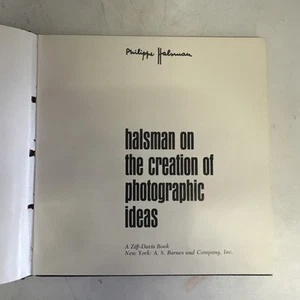 Philippe Halsman
halsman on
the creation of
photographic
ideas
A Ziff-Davis Book
New York: A. S. Barnes and Company, Inc.